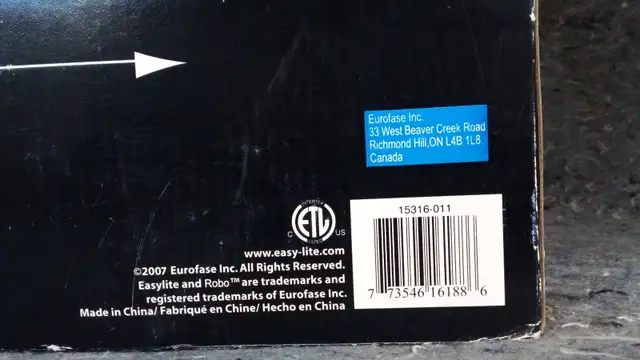 Eurofase Inc.
33 West Beaver Creek Road
Richmond Hill,ON L4B 1L8
Canada
ETL
C US
15316-011
7 73546 16188 6
www.easy-lite.com
©2007 Eurofase Inc. All Rights Reserved.
Easylite and Robo™ are trademarks and
registered trademarks of Eurofase Inc.
Made in China/ Fabriqué en Chine/ Hecho en China